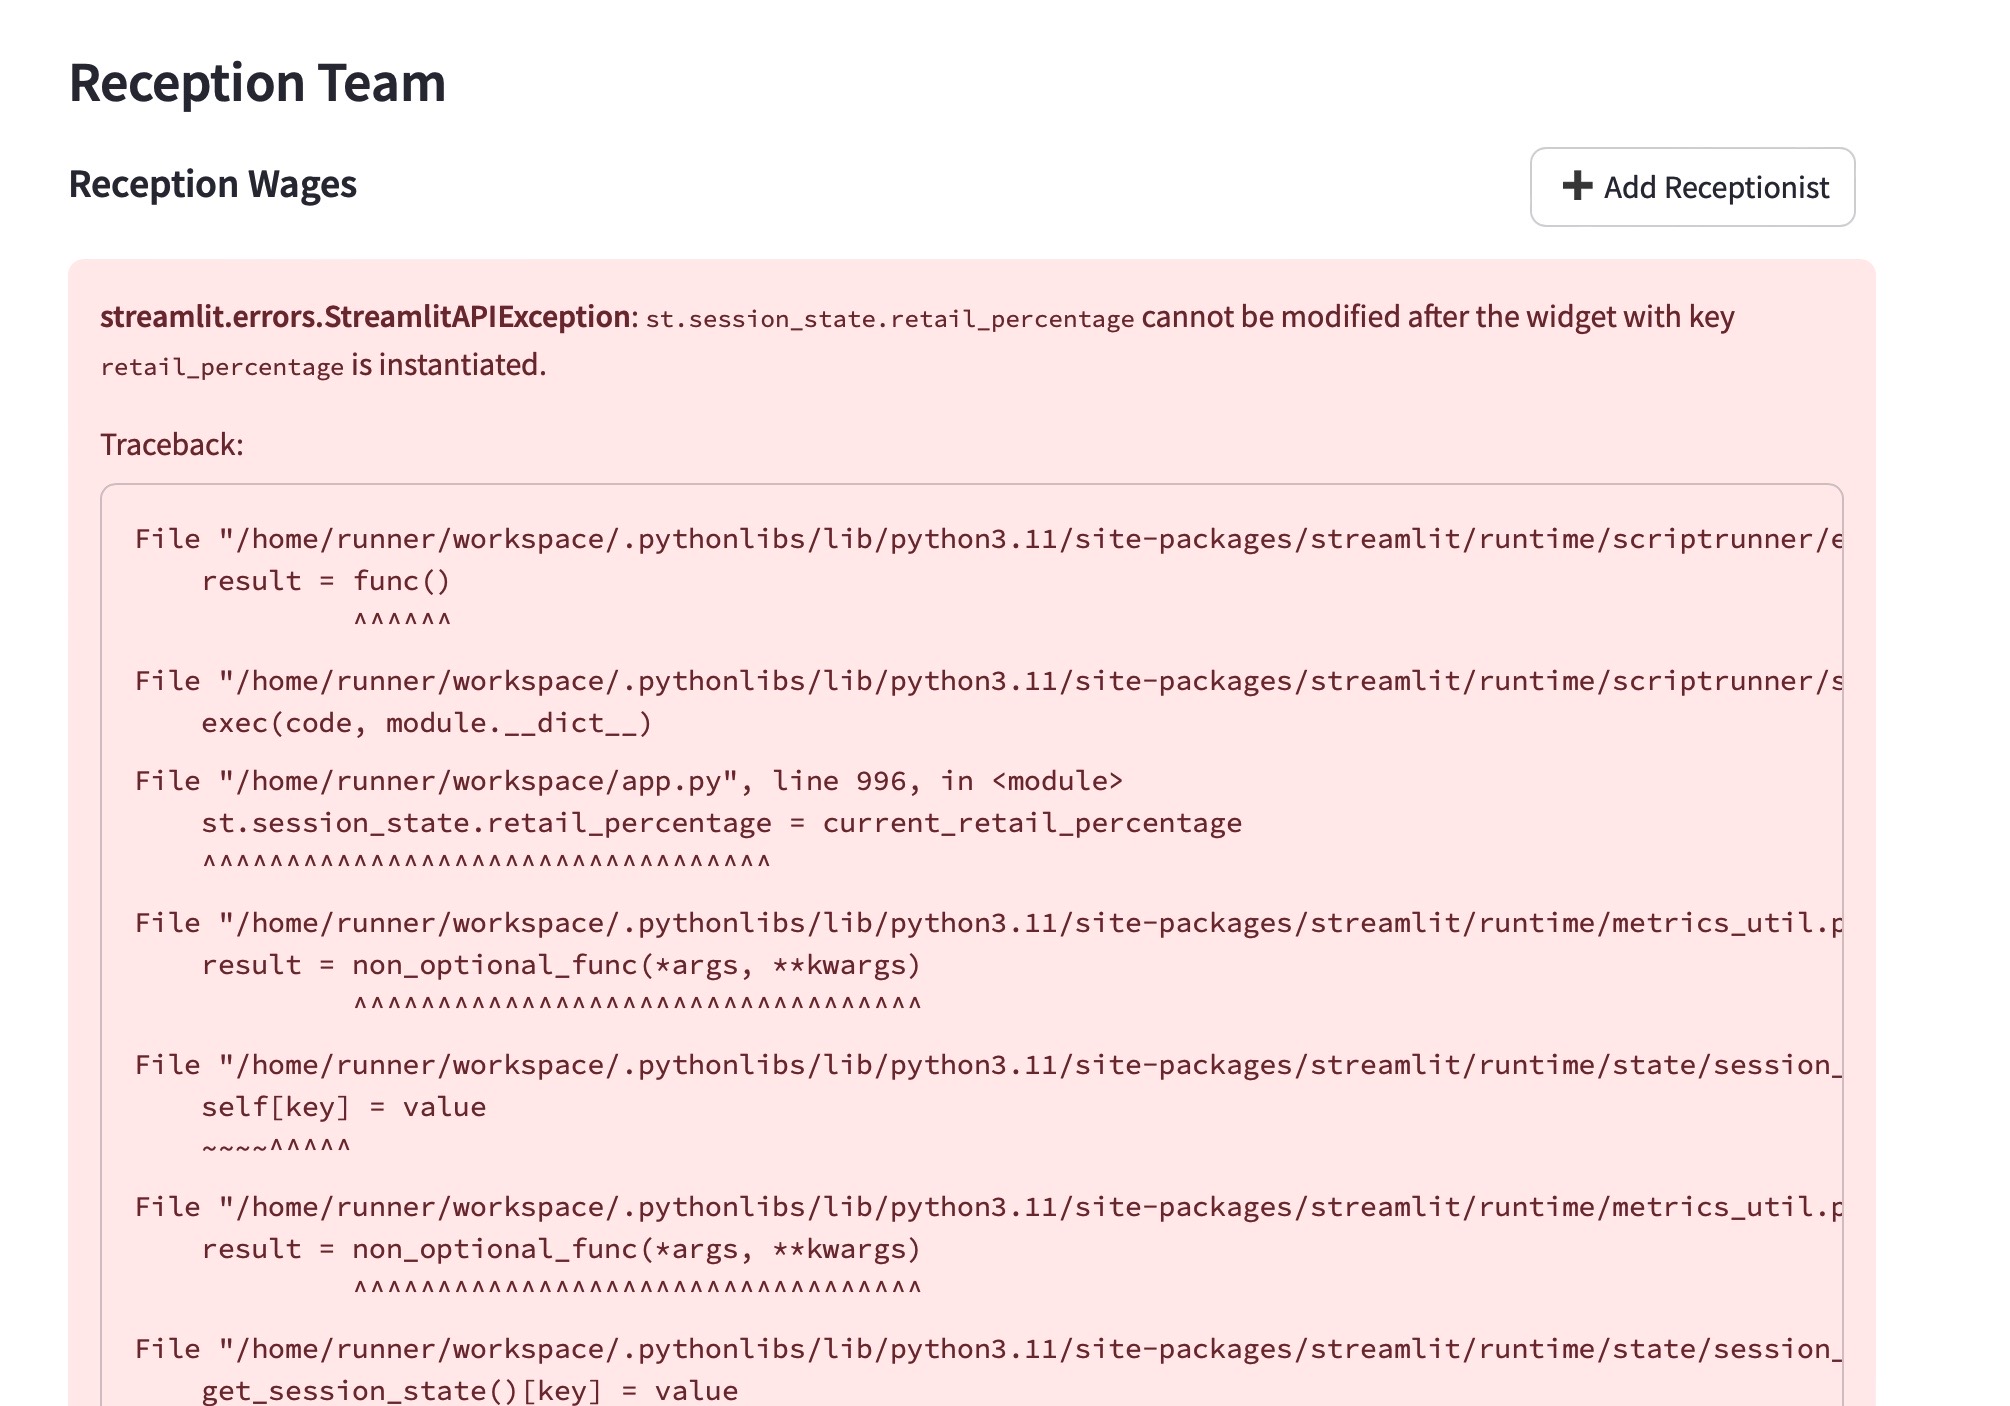 Reception Team
Reception Wages
➕ Add Receptionist
streamlit.errors.StreamlitAPIException: st.session_state.retail_percentage cannot be modified after the widget with key
retail_percentage is instantiated.
Traceback:
File "/home/runner/workspace/.pythonlibs/lib/python3.11/site-packages/streamlit/runtime/scriptrunner/e
result = func()
^^^^^^
File "/home/runner/workspace/.pythonlibs/lib/python3.11/site-packages/streamlit/runtime/scriptrunner/s
exec(code, module.__dict__)
File "/home/runner/workspace/app.py", line 996, in <module>
st.session_state.retail_percentage = current_retail_percentage
^^^^^^^^^^^^^^^^^^^^^^^^^^^^^^^^^^
File "/home/runner/workspace/.pythonlibs/lib/python3.11/site-packages/streamlit/runtime/metrics_util.p
result = non_optional_func(*args, **kwargs)
^^^^^^^^^^^^^^^^^^^^^^^^^^^^^^^^^^
File "/home/runner/workspace/.pythonlibs/lib/python3.11/site-packages/streamlit/runtime/state/session_
self[key] = value
~~~~^^^^^
File "/home/runner/workspace/.pythonlibs/lib/python3.11/site-packages/streamlit/runtime/metrics_util.p
result = non_optional_func(*args, **kwargs)
^^^^^^^^^^^^^^^^^^^^^^^^^^^^^^^^^^
File "/home/runner/workspace/.pythonlibs/lib/python3.11/site-packages/streamlit/runtime/state/session_
get_session_state()[key] = value